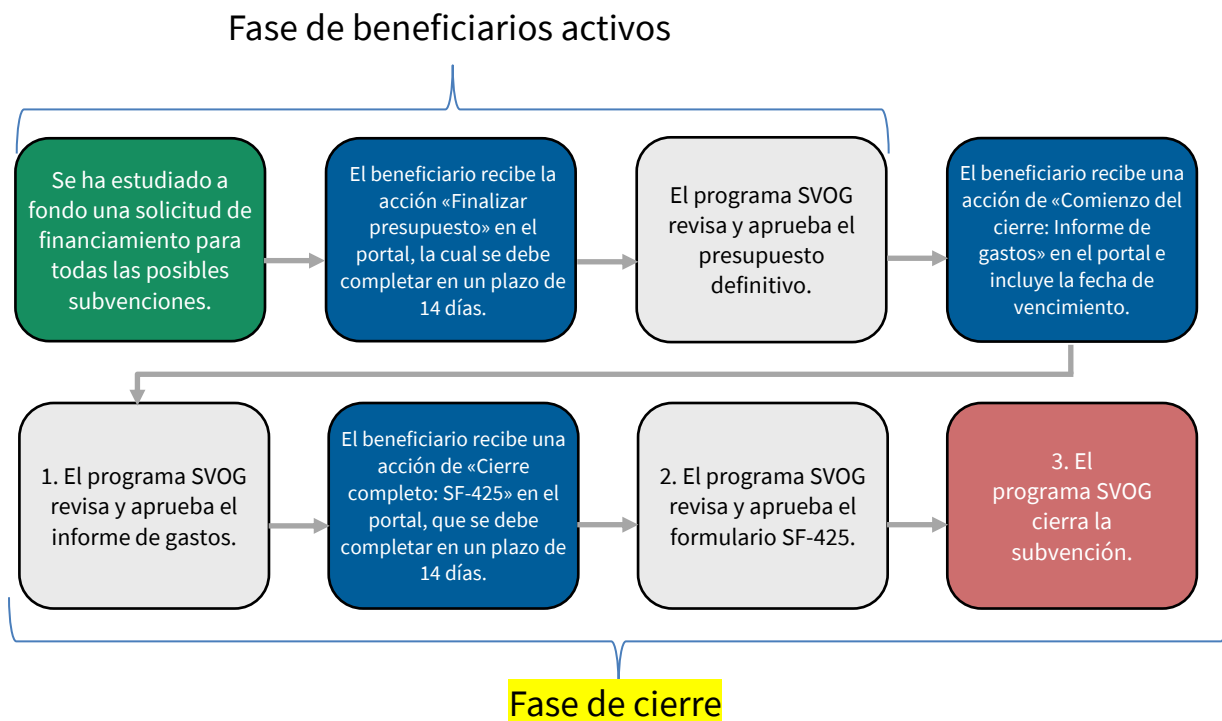 Fase de beneficiarios activos
Se ha estudiado a
fondo una solicitud de
financiamiento para
todas las posibles
subvenciones.
El beneficiario recibe la
acción «Finalizar
presupuesto» en el
portal, la cual se debe
completar en un plazo de
14 días.
El programa SVOG
revisa y aprueba el
presupuesto
definitivo.
El beneficiario recibe una
acción de «Comienzo del
cierre: Informe de
gastos» en el portal e
incluye la fecha de
vencimiento.
1. El programa SVOG
revisa y aprueba el
informe de gastos.
El beneficiario recibe una
acción de «Cierre
completo: SF-425» en el
portal, que se debe
completar en un plazo de
14 días.
2. El programa SVOG
revisa y aprueba el
formulario SF-425.
3. El
programa SVOG
cierra la
subvención.
Fase de cierre